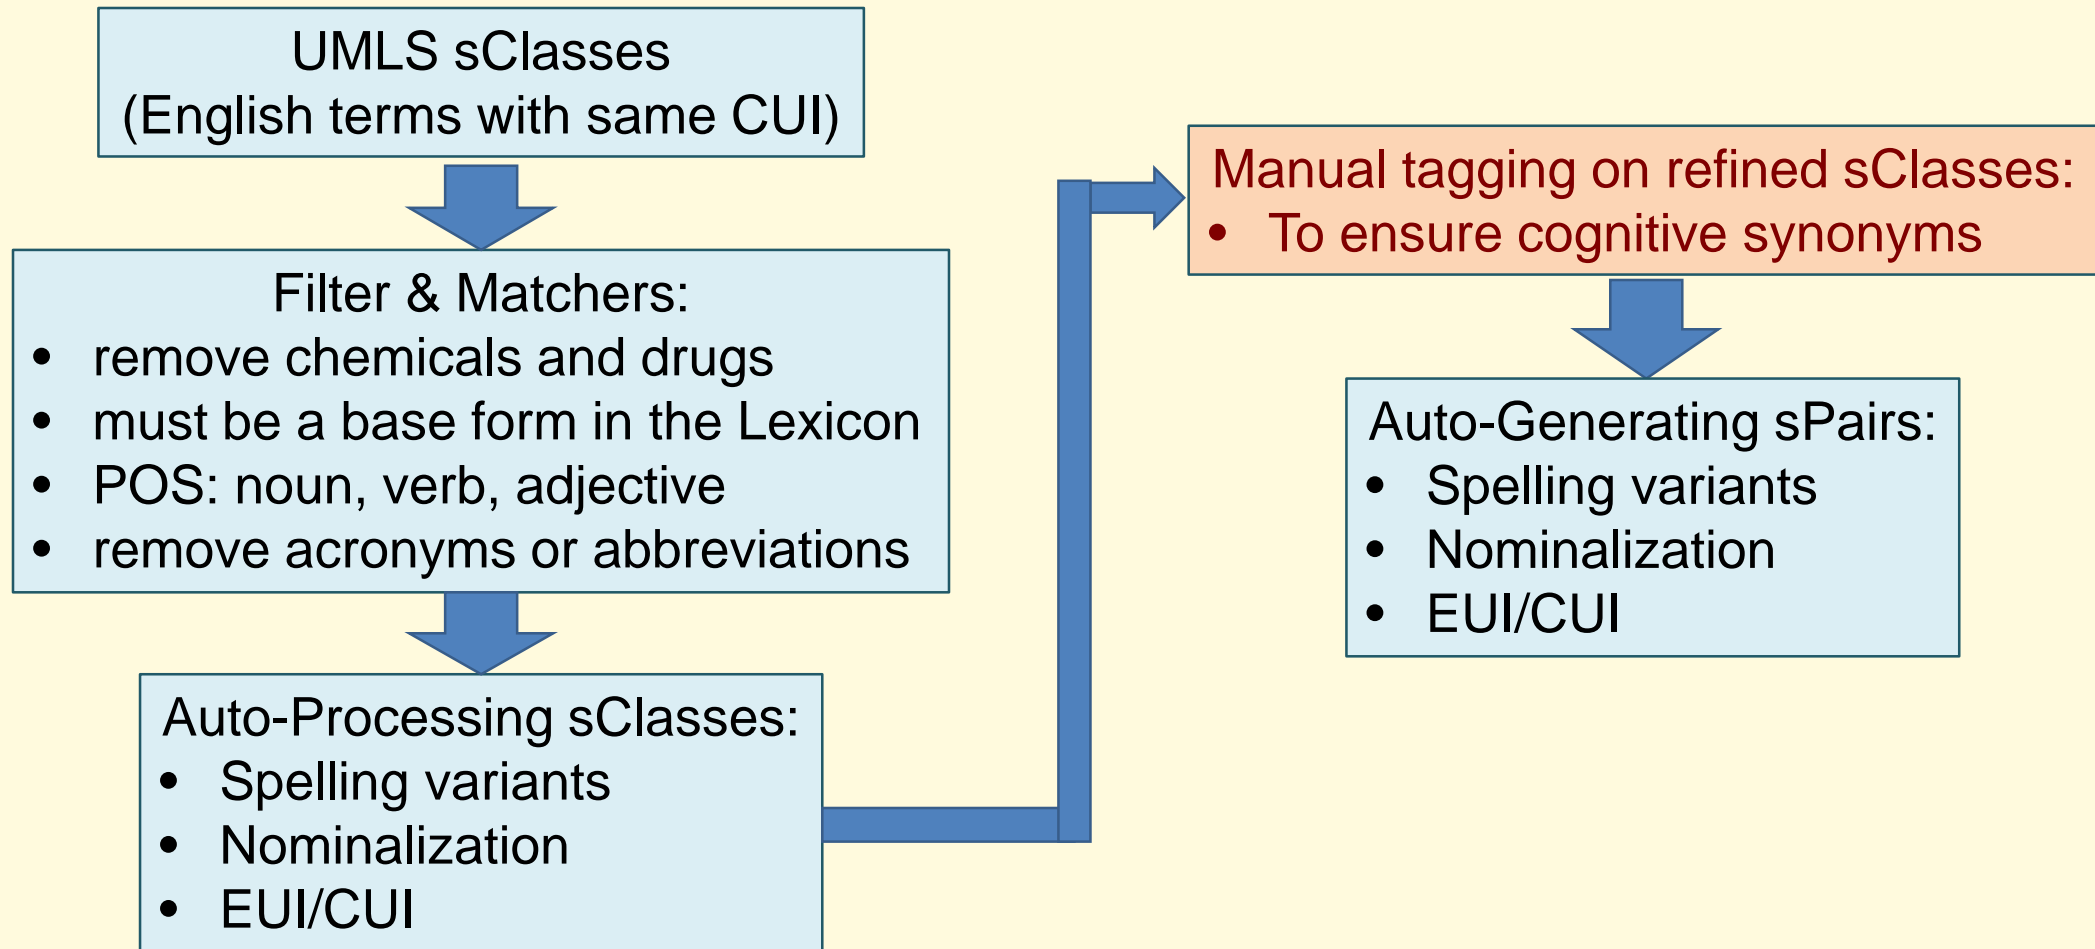 UMLS sClasses
(English terms with same CUI)
Filter & Matchers:
• remove chemicals and drugs
• must be a base form in the Lexicon
• POS: noun, verb, adjective
• remove acronyms or abbreviations
Auto-Processing sClasses:
• Spelling variants
• Nominalization
• EUI/CUI
Manual tagging on refined sClasses:
• To ensure cognitive synonyms
Auto-Generating sPairs:
• Spelling variants
• Nominalization
• EUI/CUI